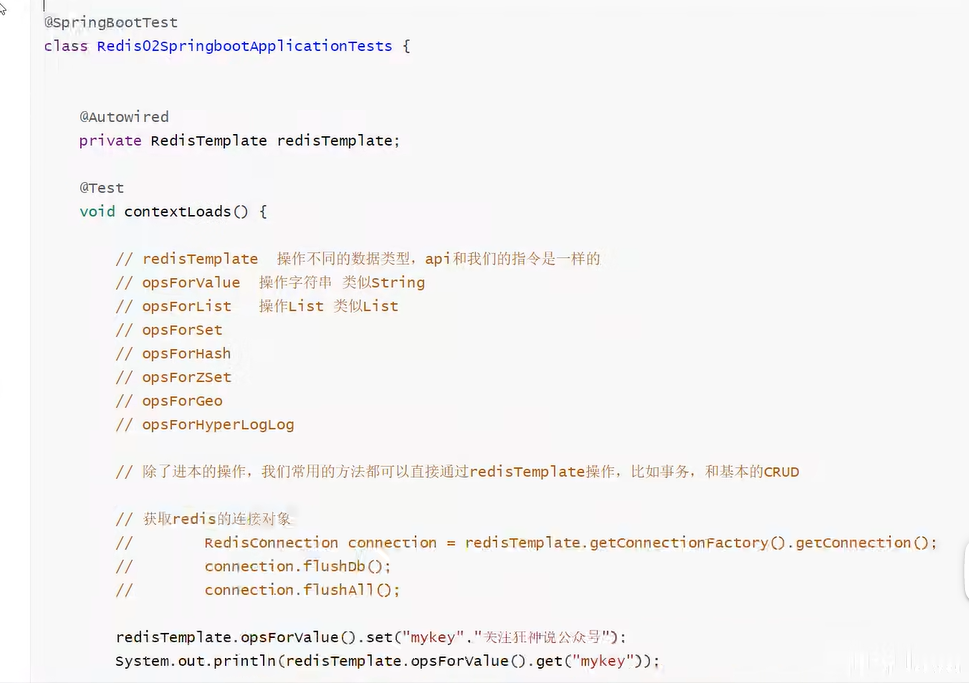 @SpringBootTest
class Redis02SpringbootApplicationTests {
@Autowired
private RedisTemplate redisTemplate;
@Test
void contextLoads() {
// redisTemplate 操作不同的数据类型，api和我们的指令是一样的
// opsForValue 操作字符串 类似String
// opsForList 操作List 类似List
// opsForSet
// opsForHash
// opsForZSet
// opsForGeo
// opsForHyperLogLog
// 除了进本的操作，我们常用的方法都可以直接通过redisTemplate操作，比如事务，和基本的CRUD
// 获取redis的连接对象
// RedisConnection connection = redisTemplate.getConnectionFactory().getConnection();
// connection.flushDb();
// connection.flushAll();
redisTemplate.opsForValue().set("mykey"."关注狂神说公众号");
System.out.println(redisTemplate.opsForValue().get("mykey"));